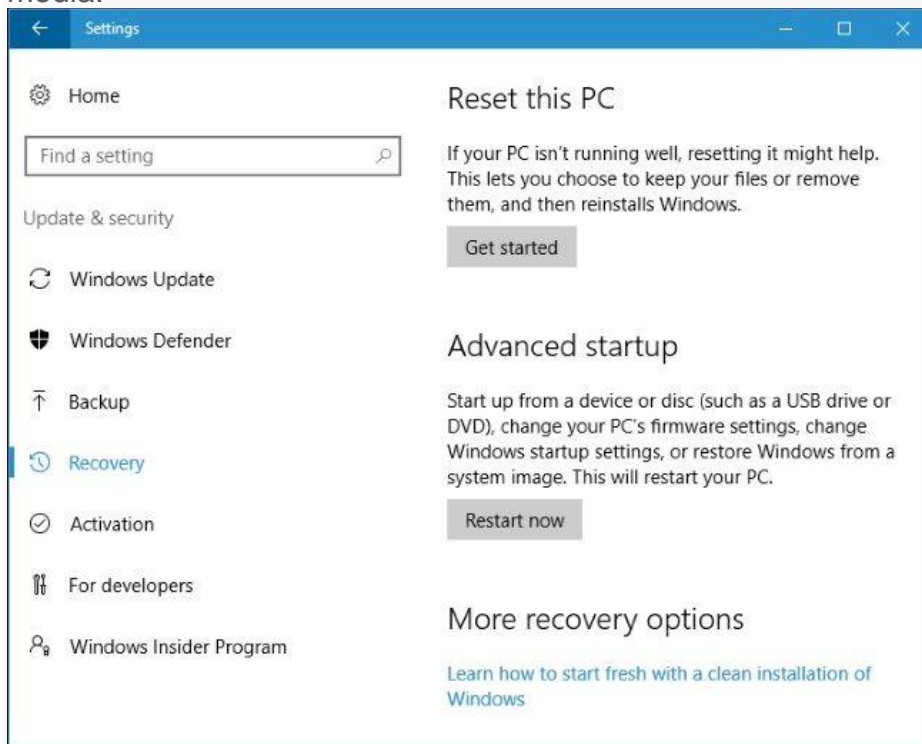 media.
Settings
Home
Find a setting
Update & security
Windows Update
Windows Defender
Backup
Recovery
Activation
For developers
Windows Insider Program
Reset this PC
If your PC isn't running well, resetting it might help.
This lets you choose to keep your files or remove
them, and then reinstalls Windows.
Get started
Advanced startup
Start up from a device or disc (such as a USB drive or
DVD), change your PC's firmware settings, change
Windows startup settings, or restore Windows from a
system image. This will restart your PC.
Restart now
More recovery options
Learn how to start fresh with a clean installation of
Windows